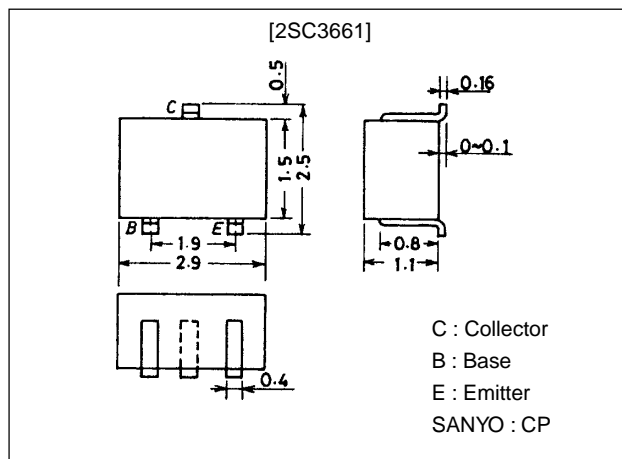 [2SC3661]
C
0.5
0.16
1.5
2.5
0~0.1
B
E
1.9
2.9
0.8
1.1
0.4
C : Collector
B : Base
E : Emitter
SANYO : CP